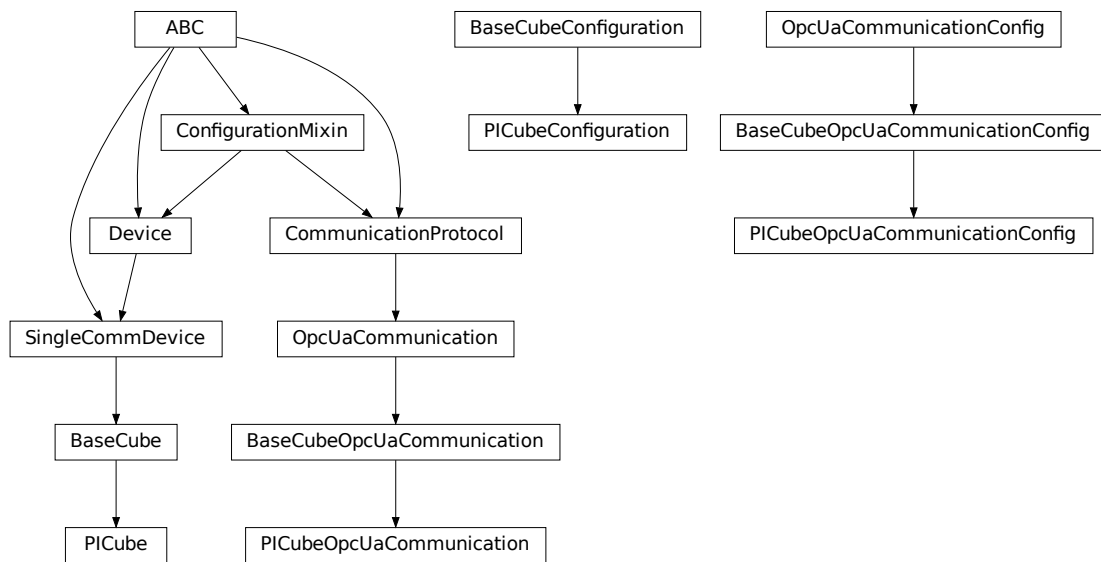 ABC
BaseCubeConfiguration
OpcUaCommunicationConfig
ConfigurationMixin
PICubeConfiguration
BaseCubeOpcUaCommunicationConfig
Device
CommunicationProtocol
PICubeOpcUaCommunicationConfig
SingleCommDevice
OpcUaCommunication
BaseCube
BaseCubeOpcUaCommunication
PICube
PICubeOpcUaCommunication